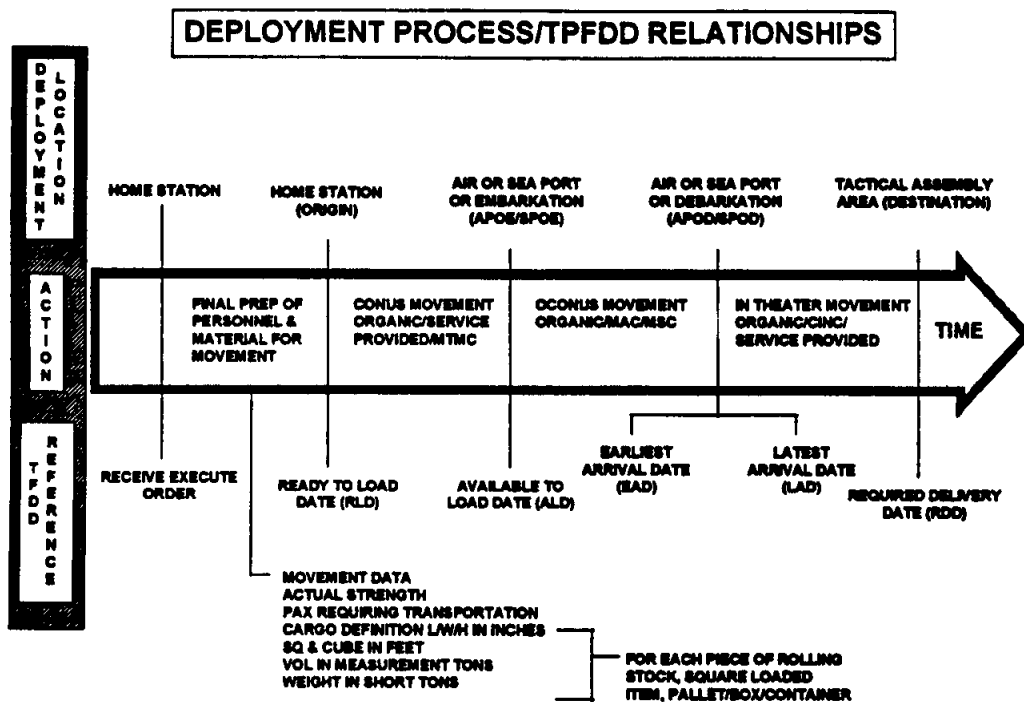 DEPLOYMENT PROCESS/TPFDD RELATIONSHIPS
DEPLOYMENT
LOCATION
HOME STATION
HOME STATION
(ORIGIN)
AIR OR SEA PORT
OR EMBARKATION
(APOE/SPOE)
AIR OR SEA PORT
OR DEBARKATION
(APOD/SPOD)
TACTICAL ASSEMBLY
AREA (DESTINATION)
ACTION
FINAL PREP OF
PERSONNEL &
MATERIAL FOR
MOVEMENT
CONUS MOVEMENT
ORGANIC/SERVICE
PROVIDED/MTMC
OCONUS MOVEMENT
ORGANIC/MAC/MSC
IN THEATER MOVEMENT
ORGANIC/CINC/
SERVICE PROVIDED
TIME
TFDD
REFERENCE
RECEIVE EXECUTE
ORDER
READY TO LOAD
DATE (RLD)
AVAILABLE TO
LOAD DATE (ALD)
EARLIEST
ARRIVAL DATE
(EAD)
LATEST
ARRIVAL DATE
(LAD)
REQUIRED DELIVERY
DATE (RDD)
MOVEMENT DATA
ACTUAL STRENGTH
PAX REQUIRING TRANSPORTATION
CARGO DEFINITION L/W/H IN INCHES
SQ & CUBE IN FEET
VOL IN MEASUREMENT TONS
WEIGHT IN SHORT TONS
FOR EACH PIECE OF ROLLING
STOCK, SQUARE LOADED
ITEM, PALLET/BOX/CONTAINER